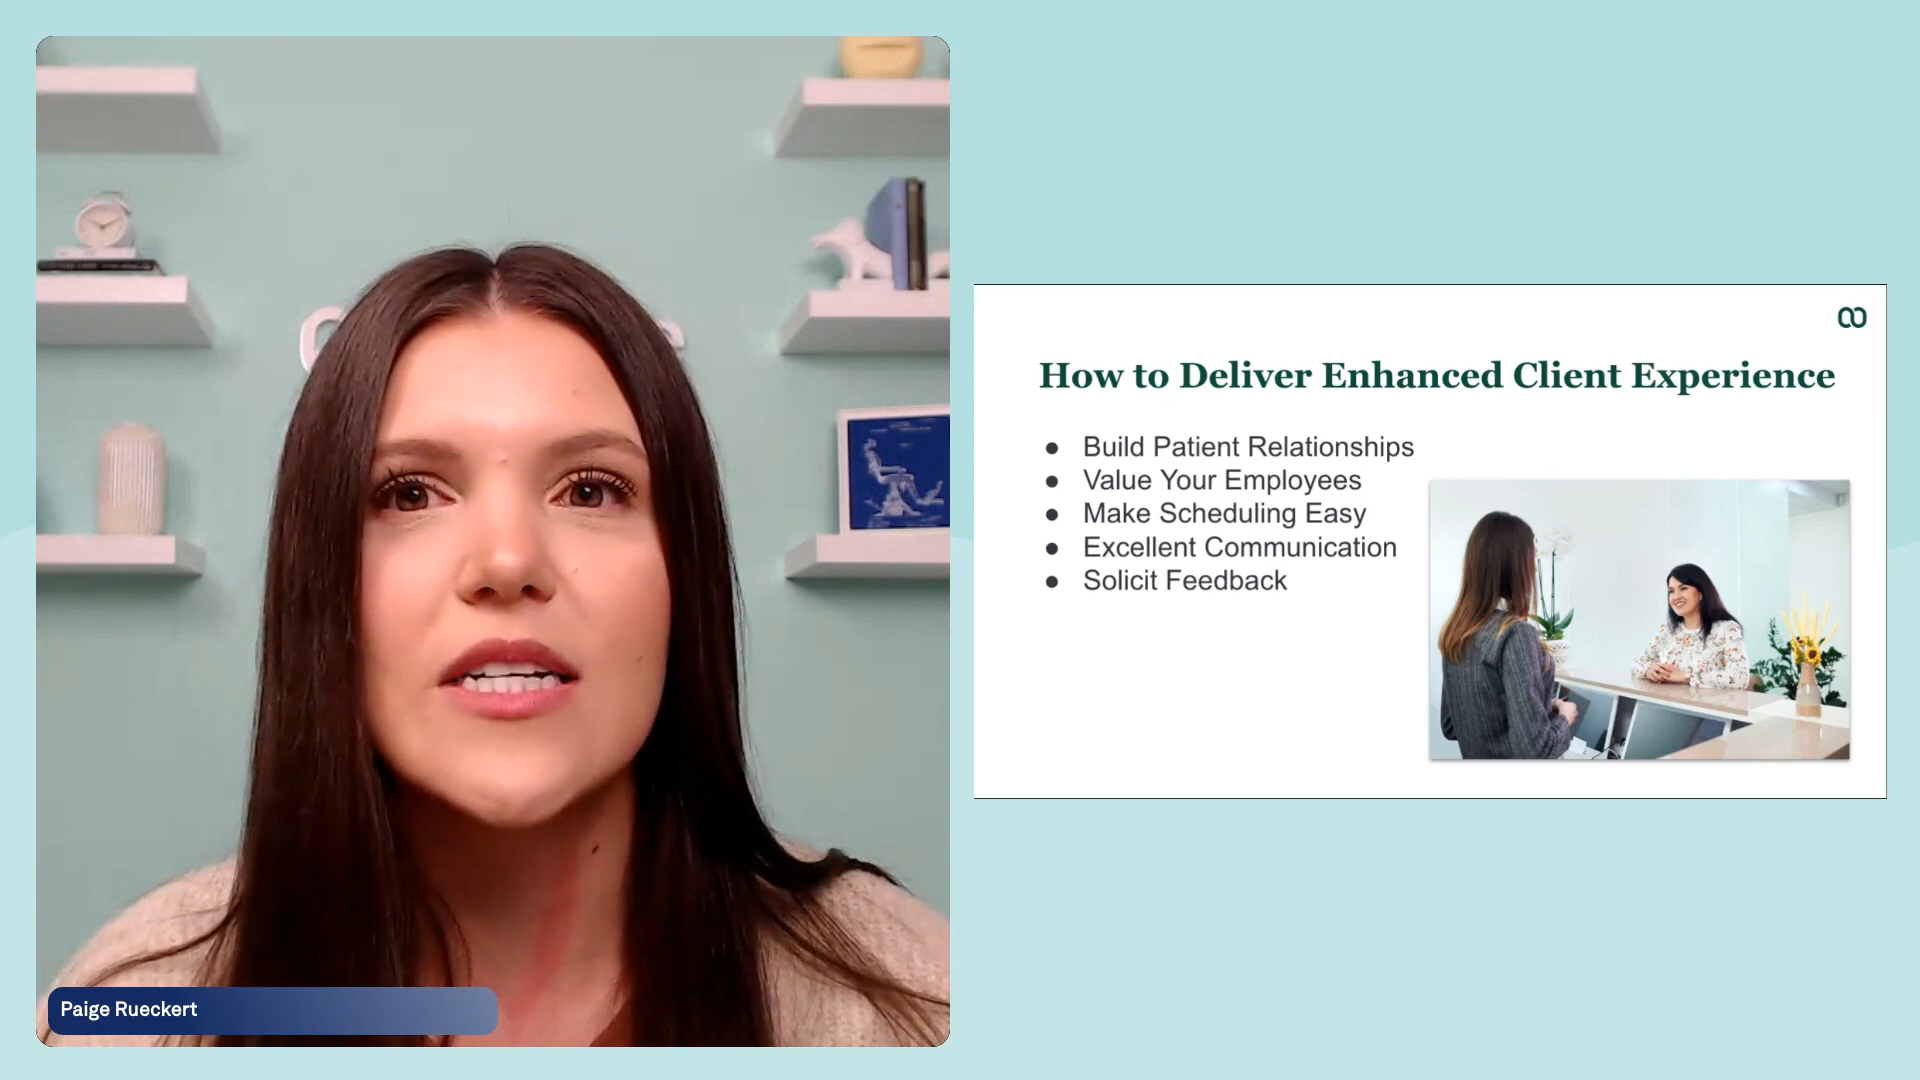 Paige Rueckert
How to Deliver Enhanced Client Experience
● Build Patient Relationships
● Value Your Employees
● Make Scheduling Easy
● Excellent Communication
● Solicit Feedback